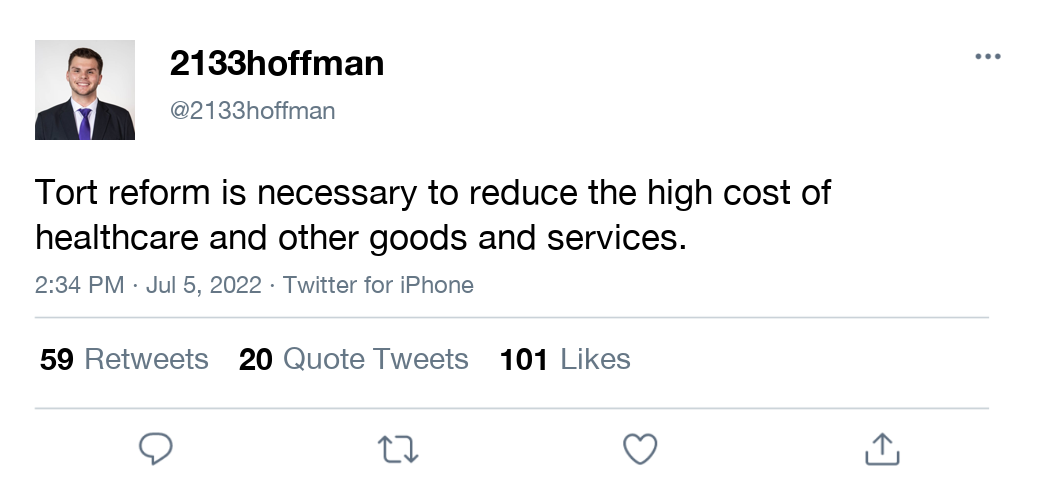 2133hoffman
@2133hoffman
Tort reform is necessary to reduce the high cost of
healthcare and other goods and services.
2:34 PM · Jul 5, 2022 · Twitter for iPhone
59 Retweets 20 Quote Tweets 101 Likes